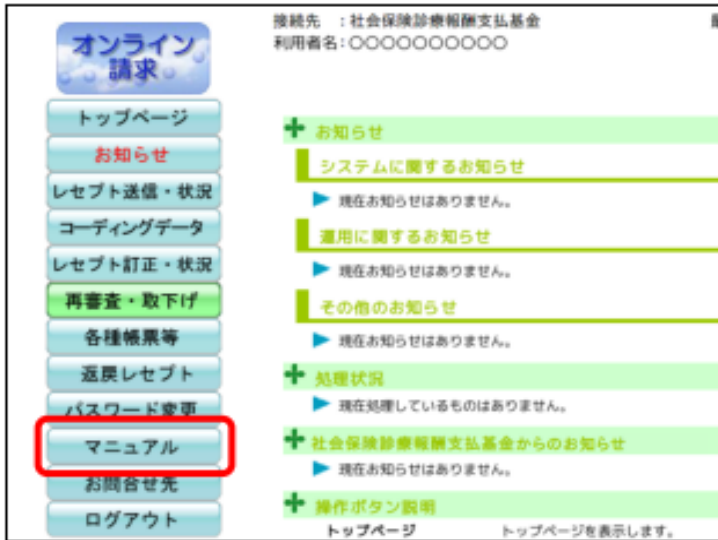 オンライン
請求
トップページ
お知らせ
レセプト送信・状況
コーディングデータ
レセプト訂正・状況
再審査・取下げ
各種帳票等
返戻レセプト
パスワード変更
マニュアル
お問合せ先
ログアウト
接続先　：社会保険診療報酬支払基金
利用者名：○○○○○○○○○○
お知らせ
システムに関するお知らせ
現在お知らせはありません。
運用に関するお知らせ
現在お知らせはありません。
その他のお知らせ
現在お知らせはありません。
処理状況
現在処理しているものはありません。
社会保険診療報酬支払基金からのお知らせ
現在お知らせはありません。
操作ボタン説明
トップページ　　トップページを表示します。